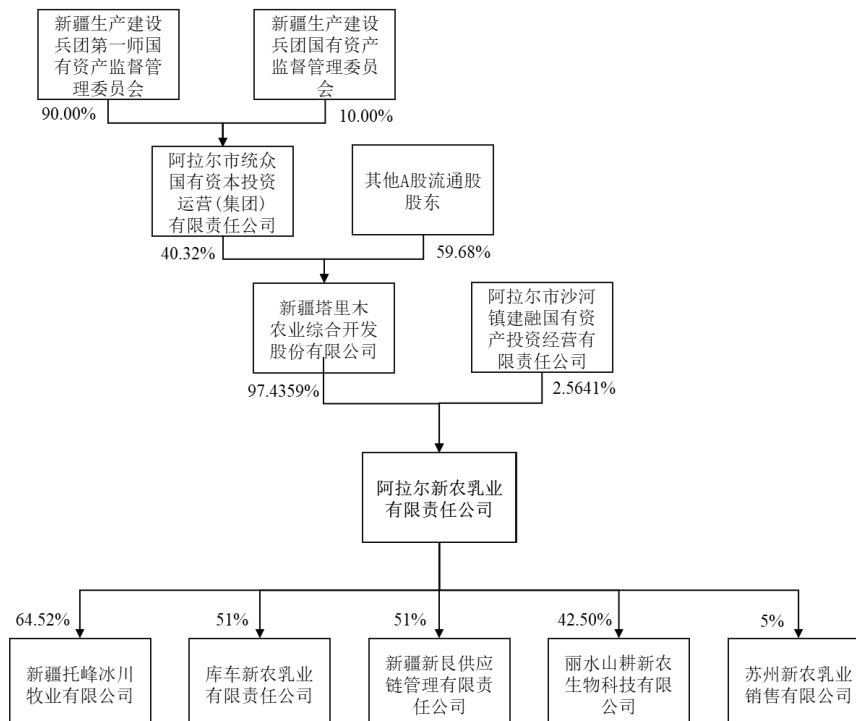 新疆生产建设
兵团第一师国
有资产监督管
理委员会
新疆生产建设
兵团国有资产
监督管理委员
会
90.00%
10.00%
阿拉尔市统众
国有资本投资
运营(集团)
有限责任公司
其他A股流通股
股东
40.32%
59.68%
新疆塔里木
农业综合开发
股份有限公司
阿拉尔市沙河
镇建融国有资
产投资经营有
限责任公司
97.4359%
2.5641%
阿拉尔新农乳业
有限责任公司
64.52%
51%
51%
42.50%
5%
新疆托峰冰川
牧业有限公司
库车新农乳业
有限责任公司
新疆新艮供应
链管理有限责
任公司
丽水山耕新农
生物科技有限
公司
苏州新农乳业
销售有限公司